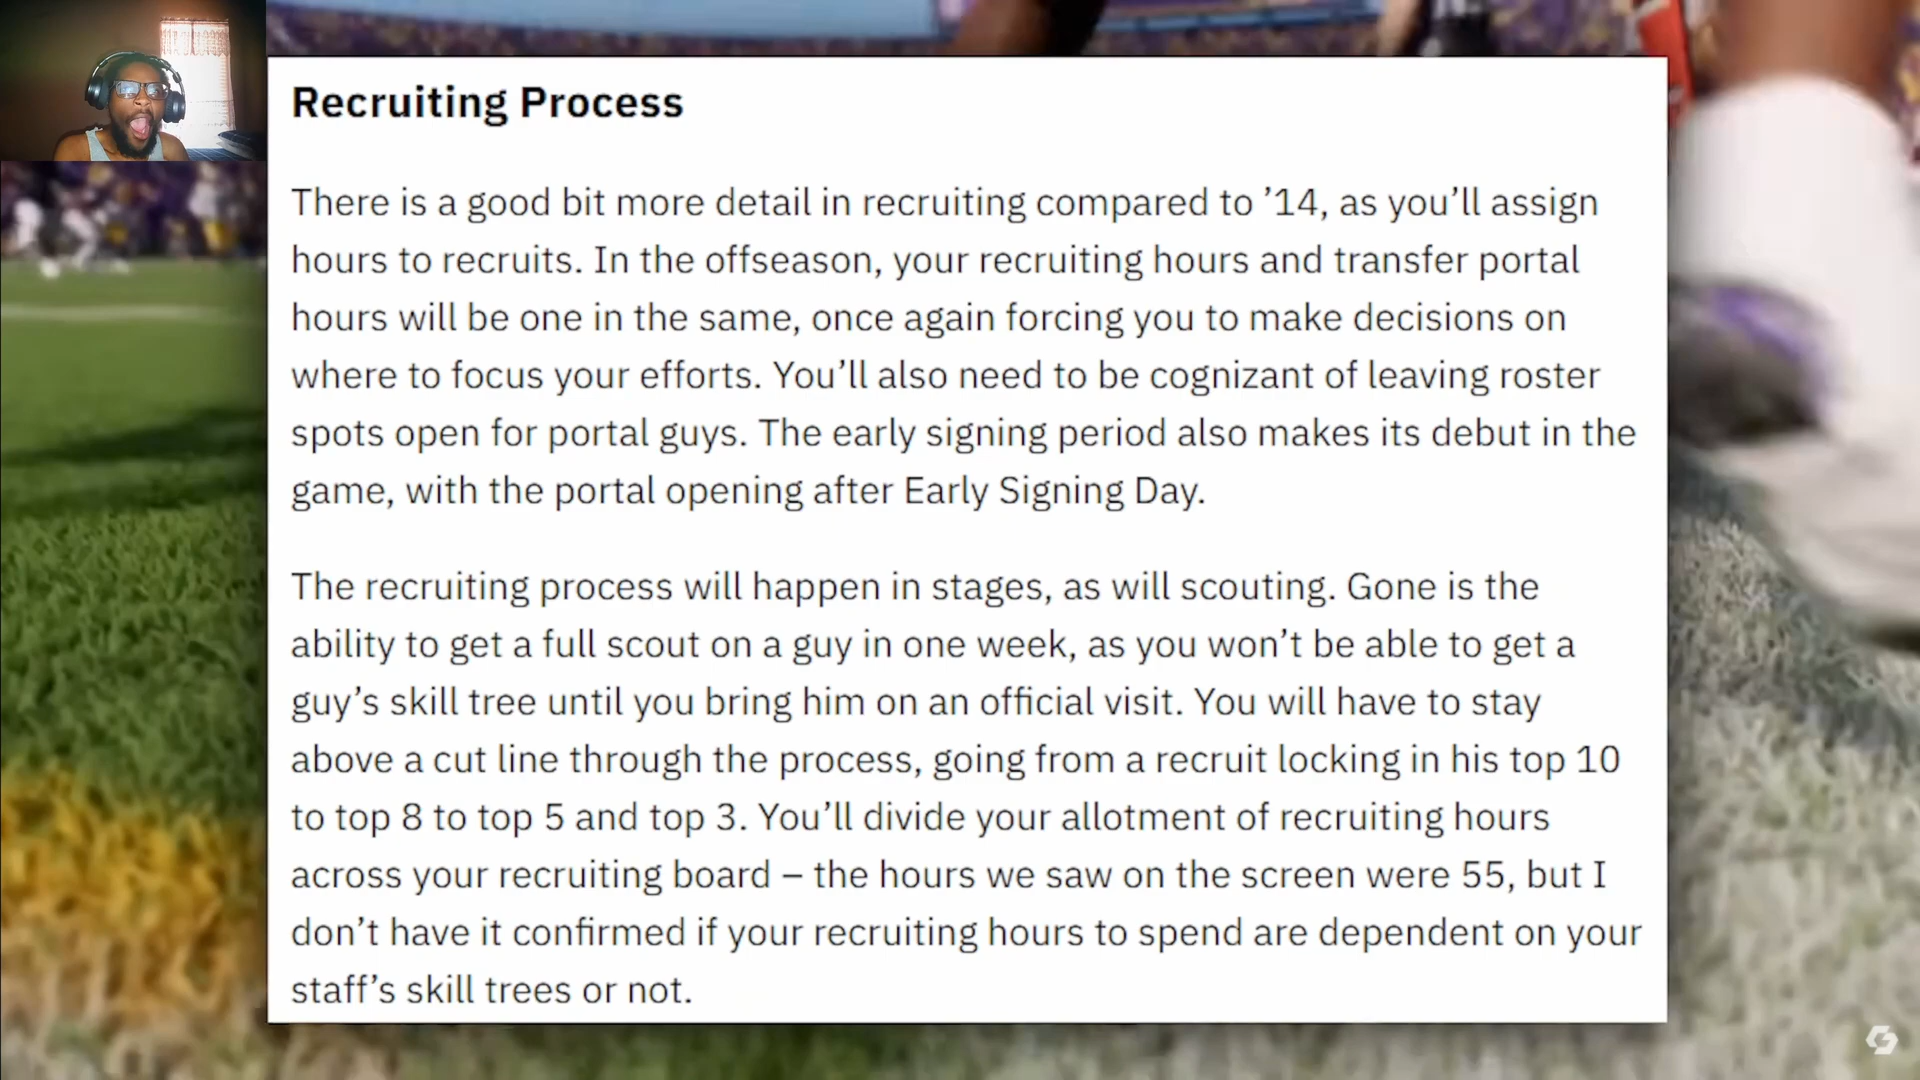 Recruiting Process
There is a good bit more detail in recruiting compared to ’14, as you’ll assign
hours to recruits. In the offseason, your recruiting hours and transfer portal
hours will be one in the same, once again forcing you to make decisions on
where to focus your efforts. You’ll also need to be cognizant of leaving roster
spots open for portal guys. The early signing period also makes its debut in the
game, with the portal opening after Early Signing Day.
The recruiting process will happen in stages, as will scouting. Gone is the
ability to get a full scout on a guy in one week, as you won’t be able to get a
guy’s skill tree until you bring him on an official visit. You will have to stay
above a cut line through the process, going from a recruit locking in his top 10
to top 8 to top 5 and top 3. You’ll divide your allotment of recruiting hours
across your recruiting board – the hours we saw on the screen were 55, but I
don’t have it confirmed if your recruiting hours to spend are dependent on your
staff’s skill trees or not.